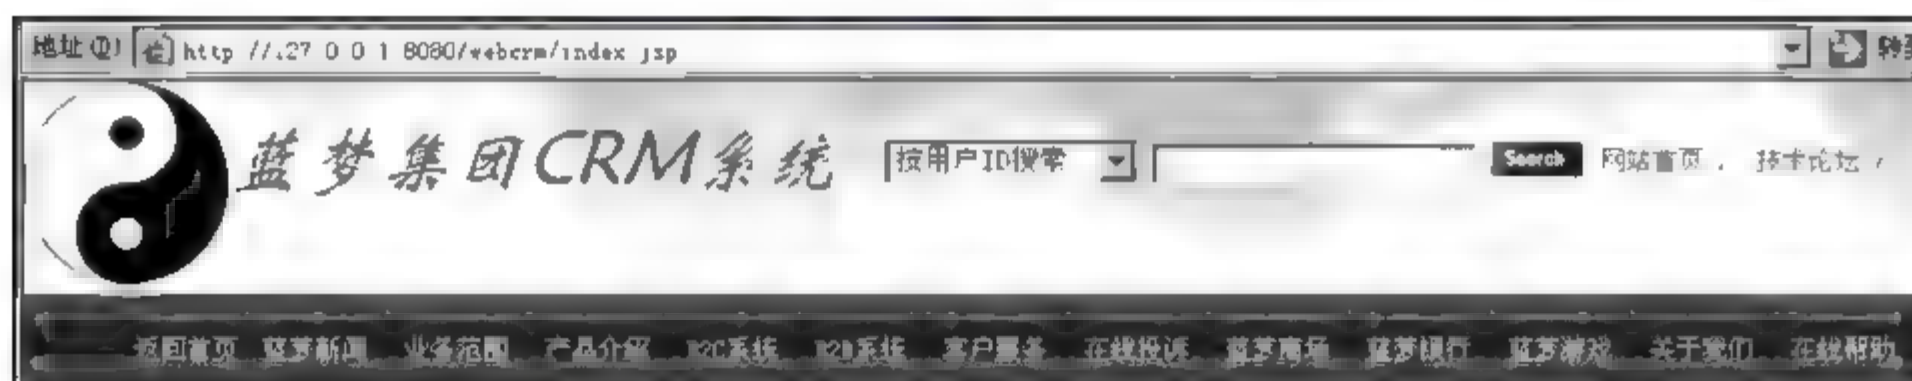 地址(D) http://127.0.0.1:8080/webcrm/index.jsp 转到
蓝梦集团CRM系统 按用户ID搜索 Search 网站首页 技术论坛
返回首页 蓝梦新闻 业务范围 产品介绍 B2C系统 B2B系统 客户服务 在线投诉 蓝梦商场 蓝梦银行 蓝梦游戏 关于我们 在线帮助